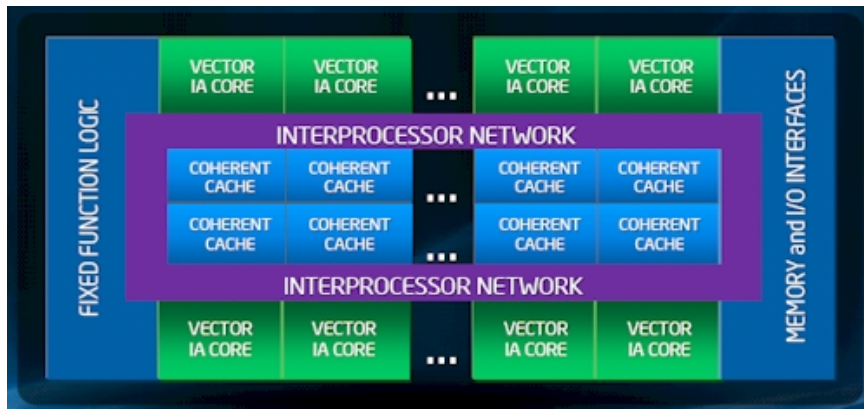 FIXED FUNCTION LOGIC
VECTOR IA CORE
VECTOR IA CORE
...
VECTOR IA CORE
VECTOR IA CORE
INTERPROCESSOR NETWORK
COHERENT CACHE
COHERENT CACHE
...
COHERENT CACHE
COHERENT CACHE
COHERENT CACHE
COHERENT CACHE
...
COHERENT CACHE
COHERENT CACHE
INTERPROCESSOR NETWORK
VECTOR IA CORE
VECTOR IA CORE
...
VECTOR IA CORE
VECTOR IA CORE
MEMORY and I/O INTERFACES